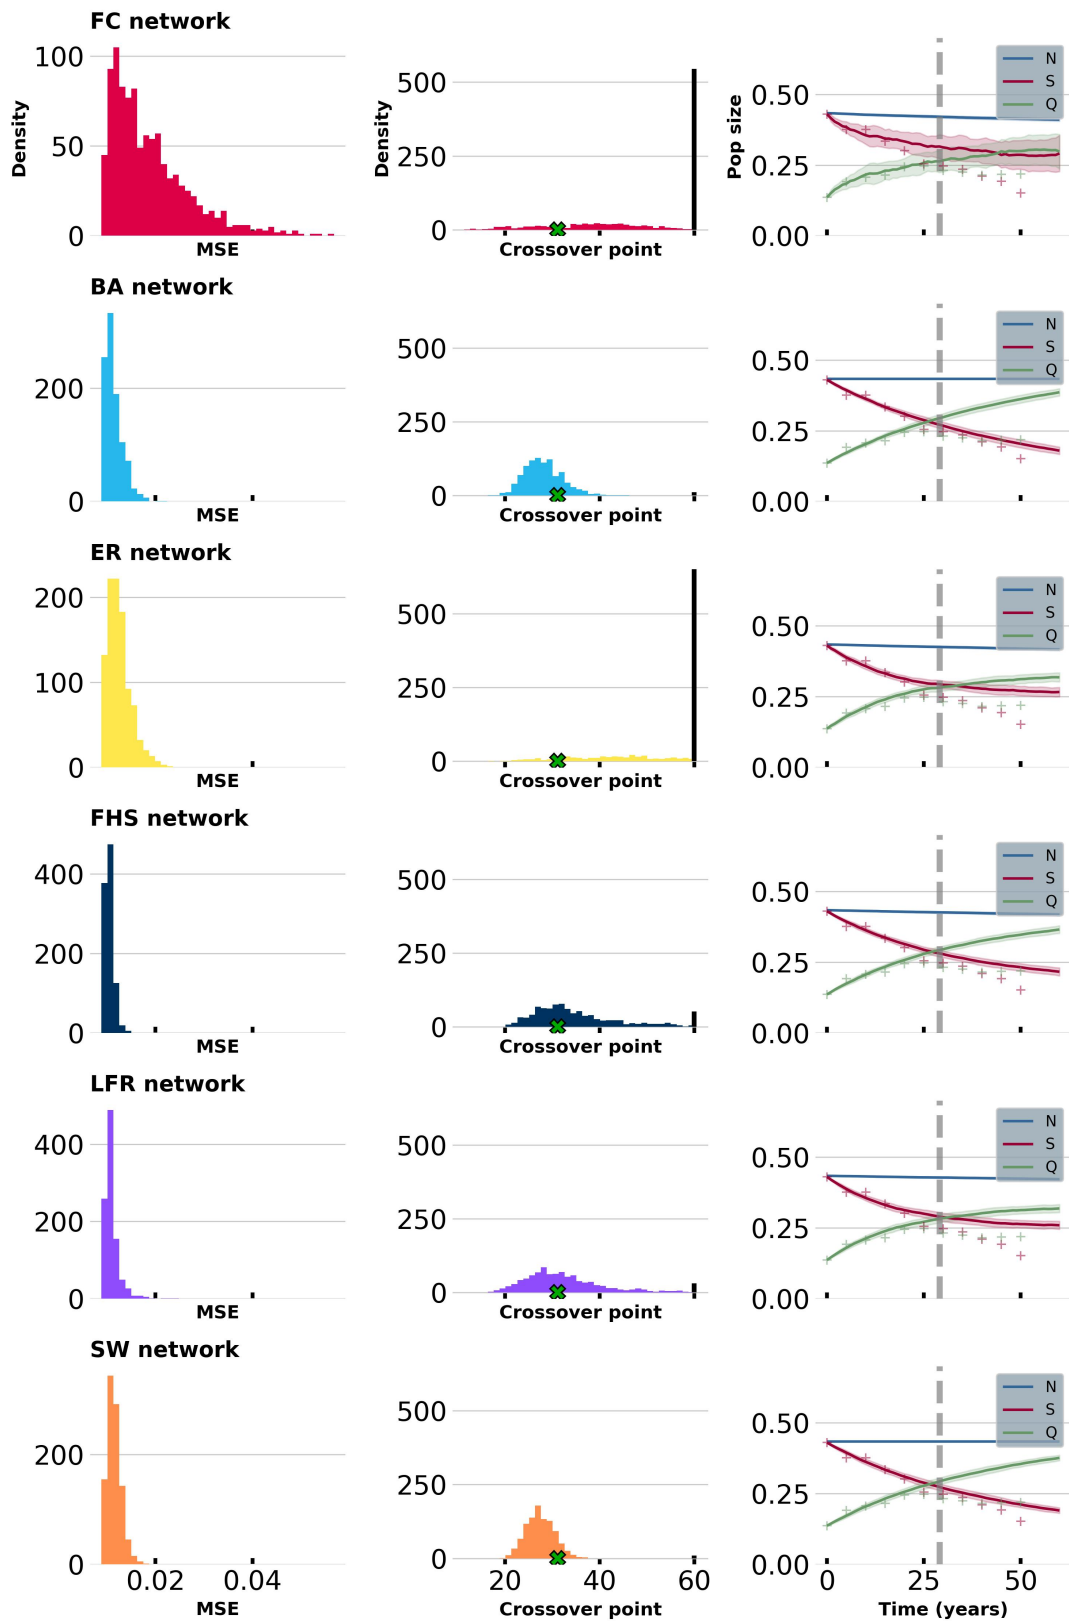 FC network
100
50
0
Density
MSE
500
250
0
Density
Crossover point
0.50
0.25
0.00
Pop size
N
S
Q
BA network
200
0
MSE
500
250
0
Crossover point
0.50
0.25
0.00
N
S
Q
ER network
200
100
0
MSE
500
250
0
Crossover point
0.50
0.25
0.00
N
S
Q
FHS network
400
200
0
MSE
500
250
0
Crossover point
0.50
0.25
0.00
N
S
Q
LFR network
400
200
0
MSE
500
250
0
Crossover point
0.50
0.25
0.00
N
S
Q
SW network
200
0
0.02 0.04
MSE
500
250
0
20 40 60
Crossover point
0.50
0.25
0.00
N
S
Q
0 25 50
Time (years)